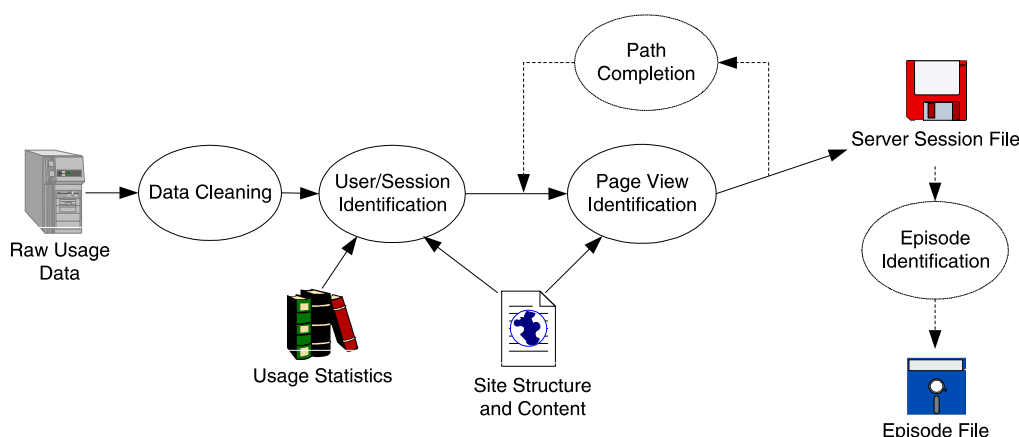 Path
Completion
Server Session File
Data Cleaning
User/Session
Identification
Page View
Identification
Raw Usage
Data
Episode
Identification
Usage Statistics
Site Structure
and Content
Episode File